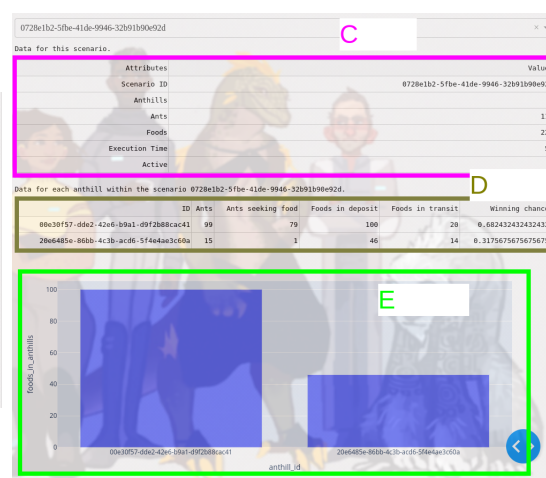 0728e1b2-5fbe-41de-9946-32b91b90e92d
C
Data for this scenario.
Attributes
Scenario ID 0728e1b2-5fbe-41de-9946-32b91b90e9
Anthills
Ants
Foods
Execution Time
Active
D
Data for each anthill within the scenario 0728e1b2-5fbe-41de-9946-32b91b90e92d.
ID Ants Ants seeking food Foods in deposit Foods in transit Winning chance
00e30f57-dde2-42e6-b9a1-d9f2b88cac41 99 79 100 20 0.682432432432432
20e6485e-86bb-4c3b-acd6-5f4e4ae3c60a 15 1 46 14 0.317567567567567
E
100
80
60
40
20
0
foods_in_anthills
00e30f57-dde2-42e6-b9a1-d9f2b88cac41 20e6485e-86bb-4c3b-acd6-5f4e4ae3c60a
anthill_id